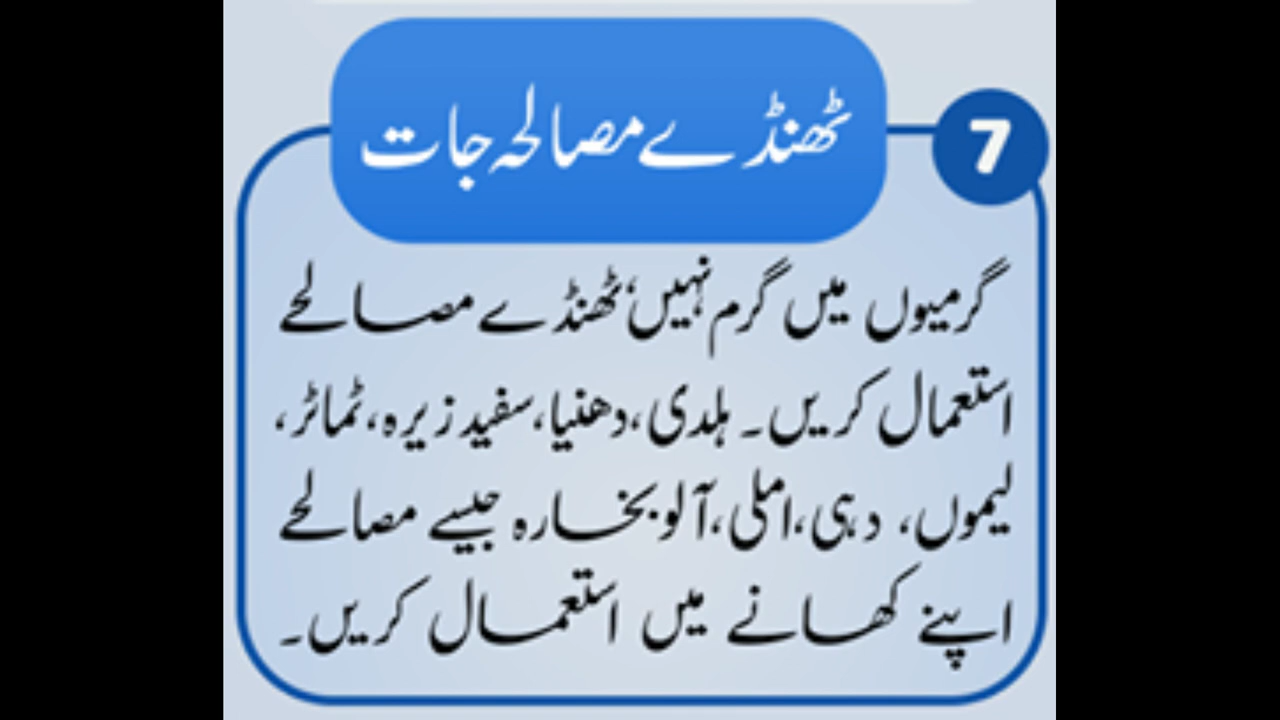 7
ٹھنڈے مصالحہ جات
گرمیوں میں گرم نہیں، ٹھنڈے مصالحے
استعمال کریں۔ ہلدی، دھنیا، سفید زیرہ، ٹماٹر،
لیموں، دہی، املی، آلو بخارہ جیسے مصالحے
اپنے کھانے میں استعمال کریں۔